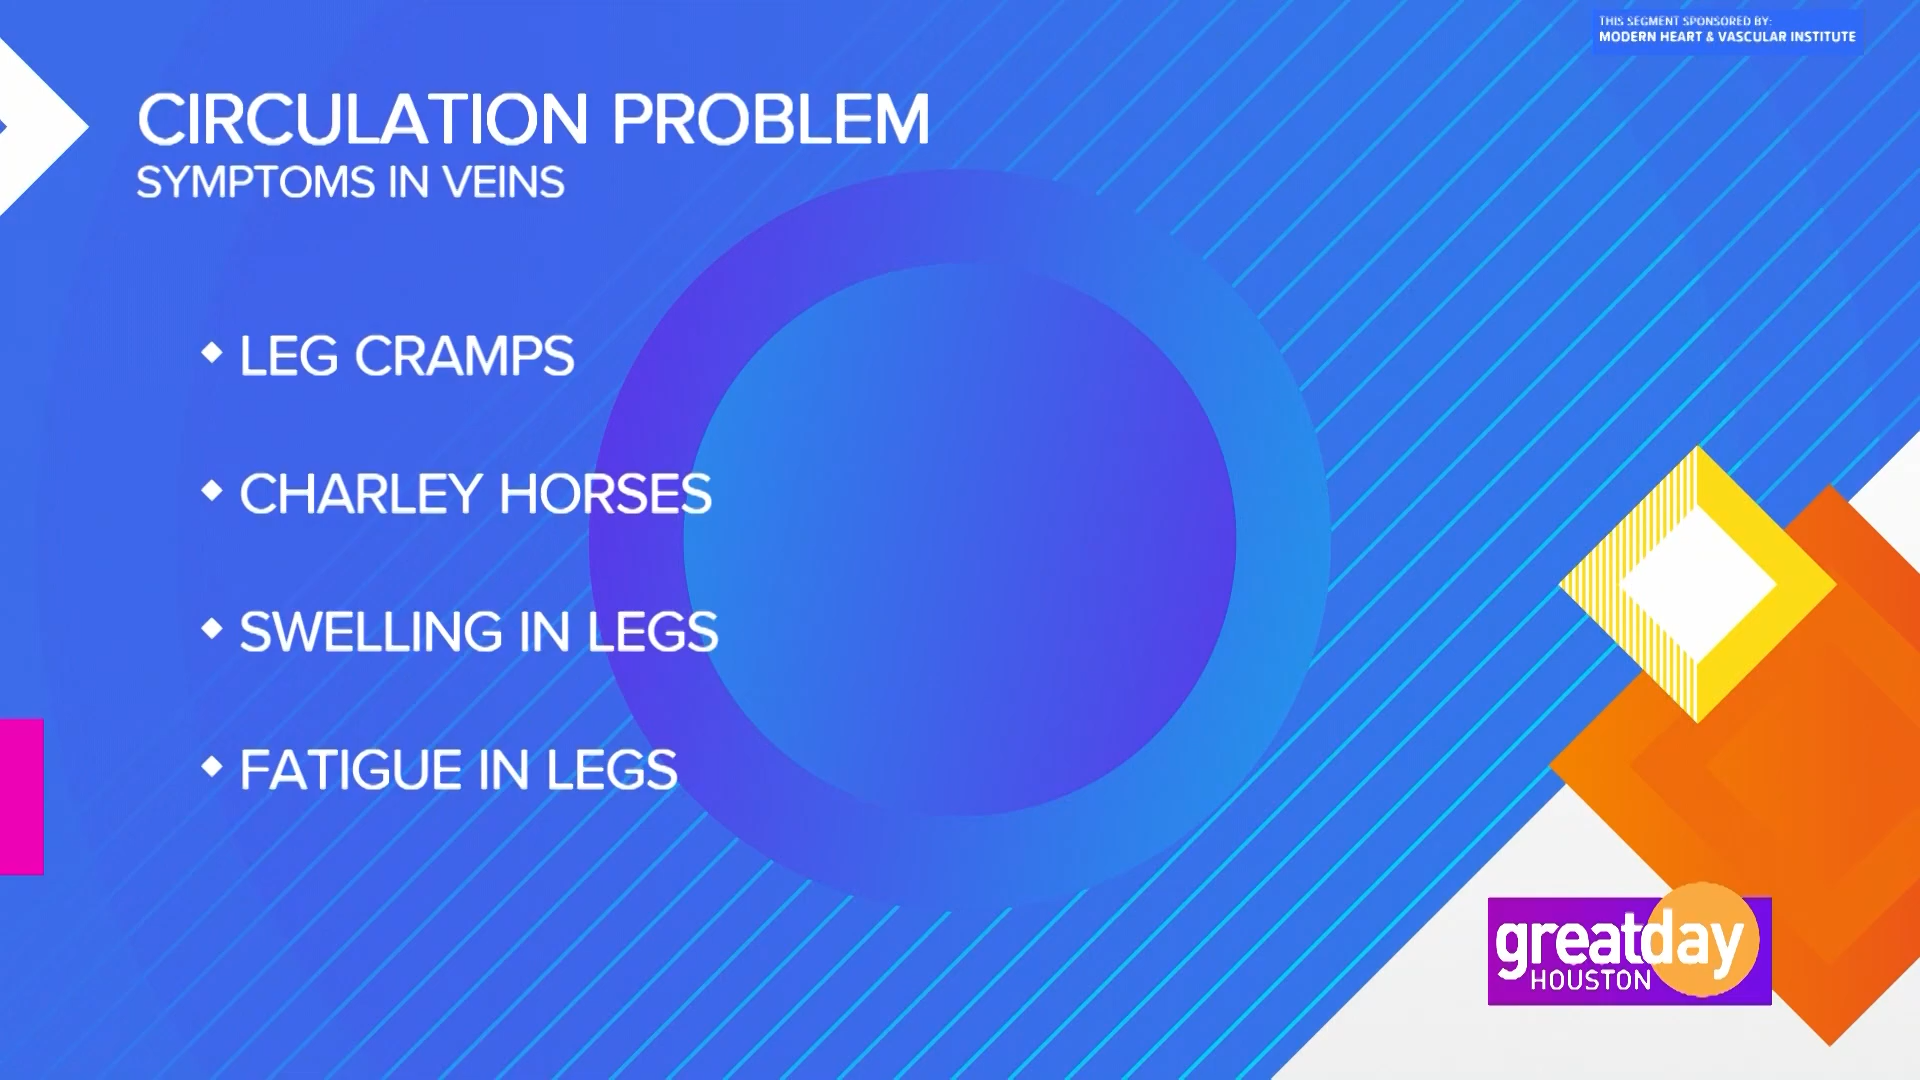 THIS SEGMENT SPONSORED BY:
MODERN HEART & VASCULAR INSTITUTE
CIRCULATION PROBLEM
SYMPTOMS IN VEINS
LEG CRAMPS
CHARLEY HORSES
SWELLING IN LEGS
FATIGUE IN LEGS
greatday
HOUSTON